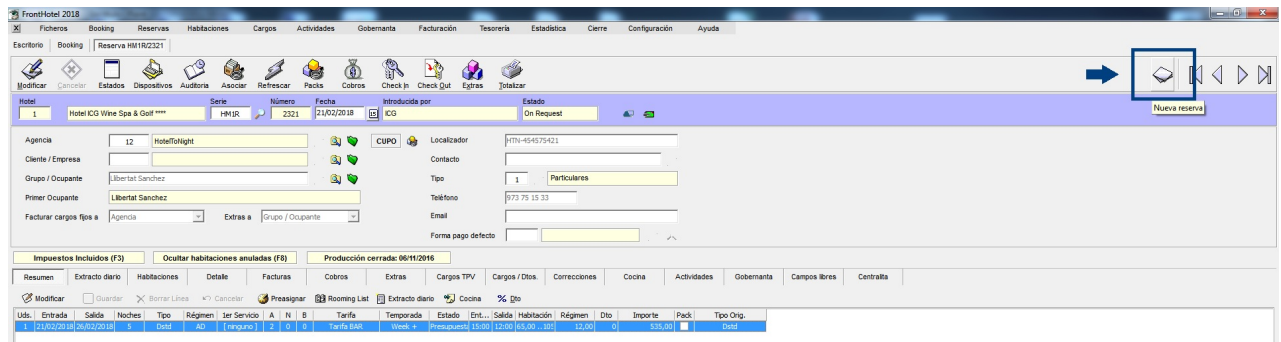 FrontHotel 2018
X Ficheros Booking Reservas Habitaciones Cargos Actividades Gobernanta Facturación Tesorería Estadística Cierre Configuración Ayuda
Escritorio Booking Reserva HM1R/2321
Modificar Cancelar Estados Dispositivos Auditoria Asociar Refrescar Packs Cobros Check In Check Out Extras Totalizar
Nueva reserva
Hotel Serie Número Fecha Introducida por Estado
1 Hotel ICG Wine Spa & Golf **** HM1R 2321 21/02/2018 15 ICG On Request
Agencia 12 HotelToNight CUPO Localizador HTN-454575421
Cliente / Empresa Contacto
Grupo / Ocupante Llibertat Sanchez Tipo 1 Particulares
Primer Ocupante Llibertat Sanchez Teléfono 973 75 15 33
Facturar cargos fijos a Agencia Extras a Grupo / Ocupante Email
Forma pago defecto
Impuestos Incluidos (F3) Ocultar habitaciones anuladas (F8) Producción cerrada: 06/11/2016
Resumen Extracto diario Habitaciones Detalle Facturas Cobros Extras Cargos TPV Cargos / Dtos. Correcciones Cocina Actividades Gobernanta Campos libres Centralita
Modificar Guardar Borrar Línea Cancelar Preasignar Rooming List Extracto diario Cocina % Dto
Uds. Entrada Salida Noches Tipo Régimen 1er Servicio A N B Tarifa Temporada Estado Ent... Salida Habitación Régimen Dto Importe Pack Tipo Orig.
1 21/02/2018 26/02/2018 5 Dstd AD [ ninguno ] 2 0 0 Tarifa BAR Week + Presupuest 15:00 12:00 65,00 ..105 12,00 0 535,00 Dstd